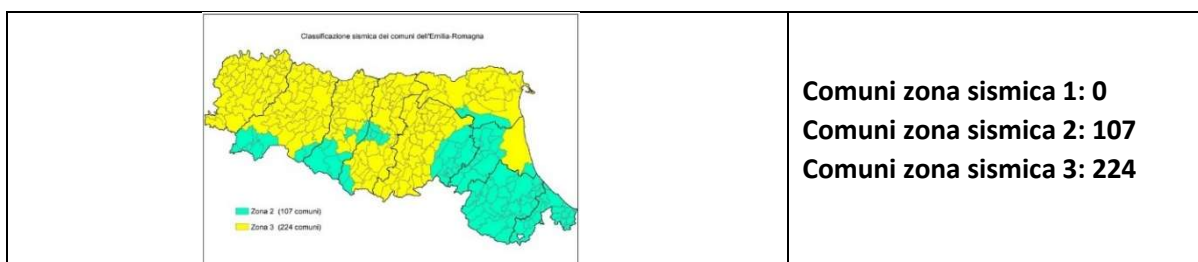 Classificazione sismica dei comuni dell'Emilia-Romagna
Zona 2 (107 comuni)
Zona 3 (224 comuni)
Comuni zona sismica 1: 0
Comuni zona sismica 2: 107
Comuni zona sismica 3: 224